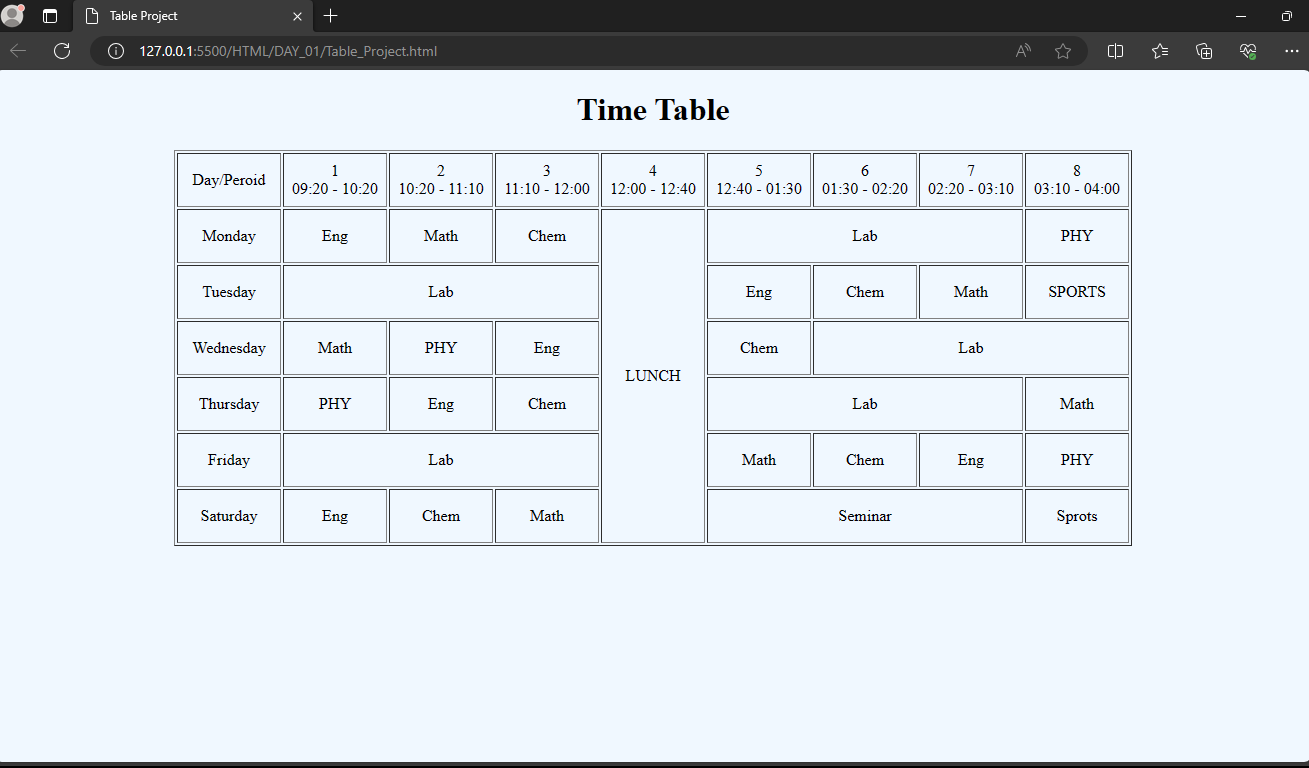 Table Project
127.0.0.1:5500/HTML/DAY_01/Table_Project.html
Time Table
Day/Peroid 1 2 3 4 5 6 7 8
09:20 - 10:20 10:20 - 11:10 11:10 - 12:00 12:00 - 12:40 12:40 - 01:30 01:30 - 02:20 02:20 - 03:10 03:10 - 04:00
Monday Eng Math Chem Lab PHY
Tuesday Lab Eng Chem Math SPORTS
Wednesday Math PHY Eng Chem Lab
LUNCH
Thursday PHY Eng Chem Lab Math
Friday Lab Math Chem Eng PHY
Saturday Eng Chem Math Seminar Sprots